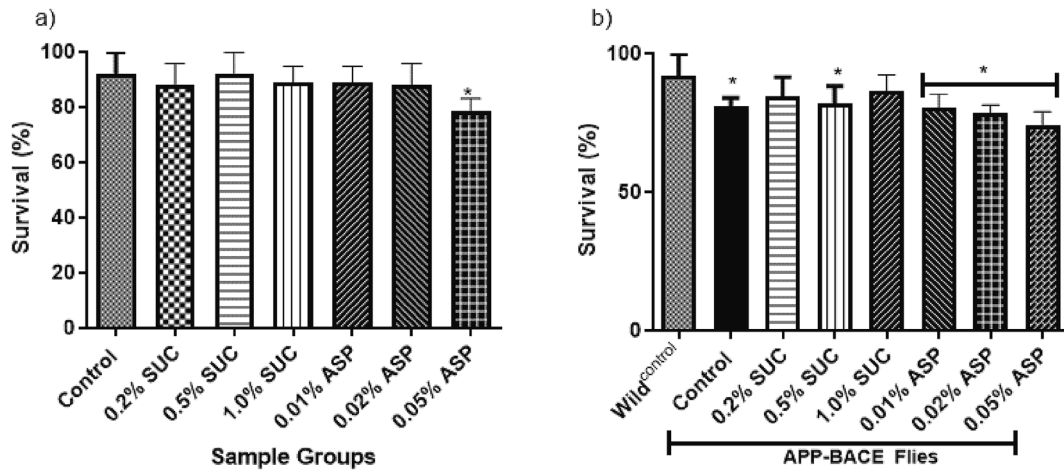 a)
Survival (%)
100
80
60
40
20
0
*
Control
0.2% SUC
0.5% SUC
1.0% SUC
0.01% ASP
0.02% ASP
0.05% ASP
Sample Groups
b)
Survival (%)
100
50
0
*
*
*
Wild control
Control
0.2% SUC
0.5% SUC
1.0% SUC
0.01% ASP
0.02% ASP
0.05% ASP
APP-BACE Flies